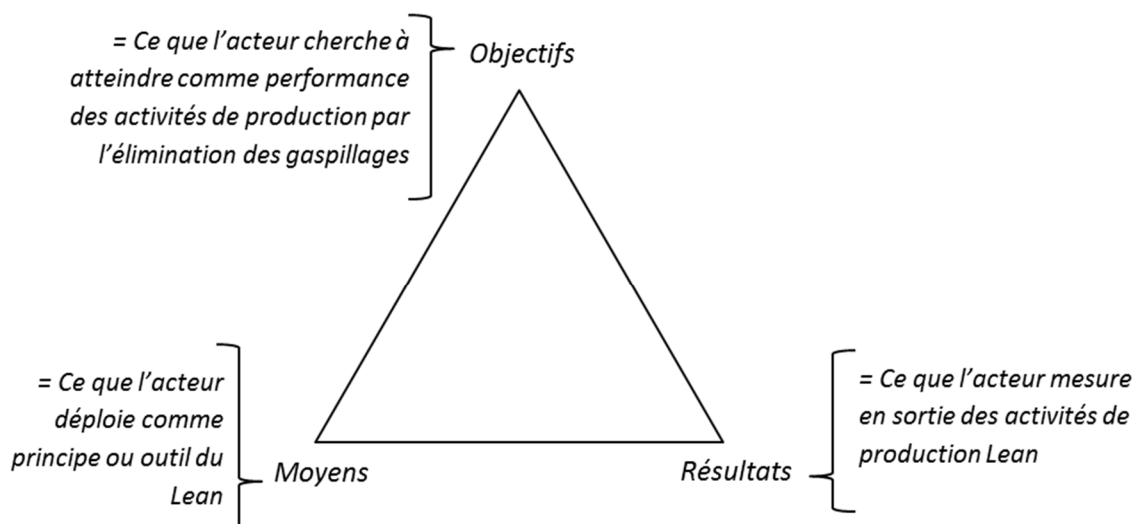 = Ce que l’acteur cherche à
atteindre comme performance
des activités de production par
l’élimination des gaspillages
Objectifs
= Ce que l’acteur
déploie comme
principe ou outil du
Lean
Moyens
Résultats
= Ce que l’acteur mesure
en sortie des activités de
production Lean